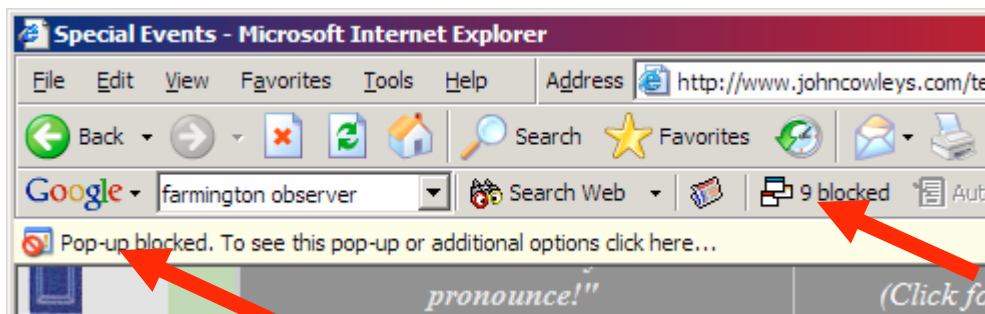 Special Events - Microsoft Internet Explorer
File Edit View Favorites Tools Help Address http://www.johncowleys.com/te
Back Search Favorites
Google farmington observer Search Web 9 blocked Aut
Pop-up blocked. To see this pop-up or additional options click here...
pronounce!" (Click fo